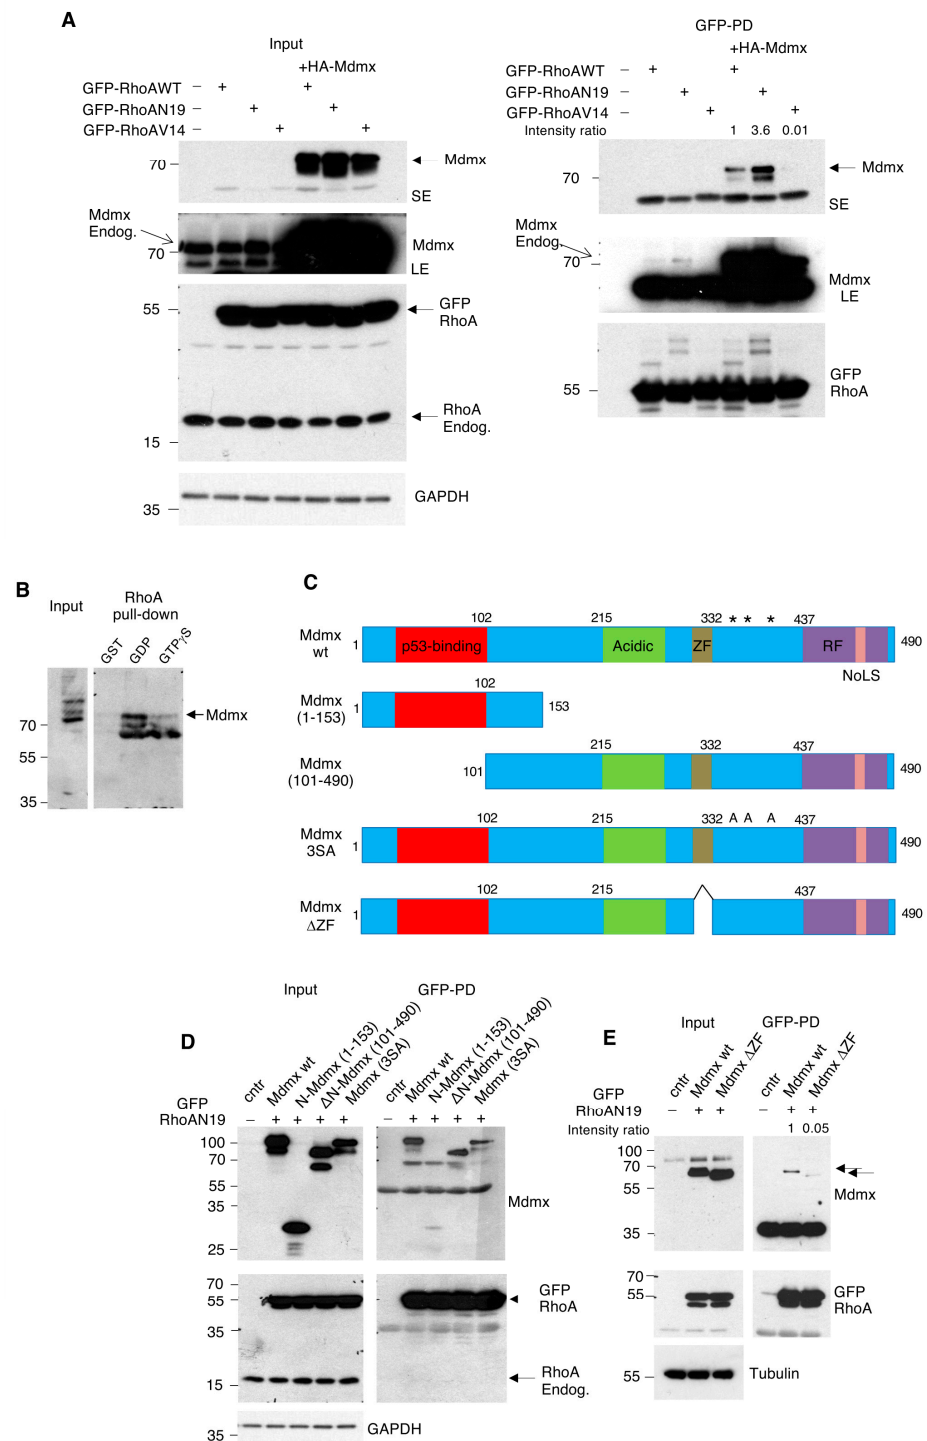 A
Input
+HA-Mdmx
GFP-RhoAWT – + +
GFP-RhoAN19 – + +
GFP-RhoAV14 – + +
70 – Mdmx
SE
Mdmx
Endog.
70 – Mdmx
LE
55 – GFP
RhoA
RhoA
Endog.
15 –
GAPDH
35 –
GFP-PD
+HA-Mdmx
GFP-RhoAWT – + +
GFP-RhoAN19 – + +
GFP-RhoAV14 – + +
Intensity ratio 1 3.6 0.01
Mdmx
70 –
SE
Mdmx
Endog.
70 –
Mdmx
LE
GFP
RhoA
55 –
B
Input
RhoA
pull-down
GST GDP GTPγS
Mdmx
70 –
55 –
35 –
C
Mdmx
wt
1 102 215 332 * * * 437 490
p53-binding Acidic ZF RF
NoLS
Mdmx
(1-153)
1 102 153
Mdmx
(101-490)
101 215 332 437 490
Mdmx
3SA
1 102 215 332 A A A 437 490
Mdmx
ΔZF
1 102 215 437 490
D
Input GFP-PD
cntr Mdmx wt N-Mdmx (1-153) ΔN-Mdmx (101-490) Mdmx (3SA)
cntr Mdmx wt N-Mdmx (1-153) ΔN-Mdmx (101-490) Mdmx (3SA)
GFP
RhoAN19 – + + + + – + + + +
100 –
70 –
55 –
35 –
25 –
Mdmx
70 –
55 –
35 –
15 –
GFP
RhoA
RhoA
Endog.
35 –
GAPDH
E
Input GFP-PD
cntr Mdmx wt Mdmx ΔZF
cntr Mdmx wt Mdmx ΔZF
GFP
RhoAN19 – + + – + +
Intensity ratio 1 0.05
100 –
70 –
55 –
35 –
Mdmx
70 –
55 –
GFP
RhoA
55 –
Tubulin